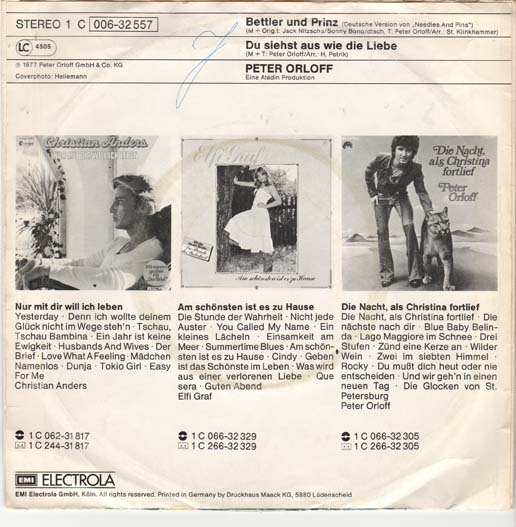 STEREO 1 C 006-32 557
LC 4505
℗ 1977 Peter Orloff GmbH & Co. KG
Coverphoto: Heilemann
Bettler und Prinz (Deutsche Version von „Needles And Pins")
(M + Orig.t: Jack Nitzsche/Sonny Bono/dtsch. T: Peter Orloff/Arr.: St. Klinkhammer)
Du siehst aus wie die Liebe
(M + T: Peter Orloff/Arr.: H. Petrik)
PETER ORLOFF
Eine Aladin Produktion
Christian Anders
NUR MIT DIR WILL ICH LEBEN
Elfi Graf
Am schönsten ist es zu Hause
Die Nacht,
als Christina
fortlief
Peter
Orloff
Nur mit dir will ich leben
Yesterday · Denn ich wollte deinem
Glück nicht im Wege steh'n · Tschau,
Tschau Bambina · Ein Jahr ist keine
Ewigkeit · Husbands And Wives · Der
Brief · Love What A Feeling · Mädchen
Namenlos · Dunja · Tokio Girl · Easy
For Me
Christian Anders
1 C 062-31 817
1 C 244-31 817
Am schönsten ist es zu Hause
Die Stunde der Wahrheit · Nicht jede
Auster · You Called My Name · Ein
kleines Lächeln · Einsamkeit am
Meer · Summertime Blues · Am schön-
sten ist es zu Hause · Cindy · Geben
ist das Schönste im Leben · Was wird
aus einer verlorenen Liebe · Que
sera · Guten Abend
Elfi Graf
1 C 066-32 329
1 C 266-32 329
Die Nacht, als Christina fortlief
Die Nacht, als Christina fortlief · Die
nächste nach dir · Blue Baby Belin-
da · Lago Maggiore im Schnee · Drei
Stufen · Zünd eine Kerze an · Wilder
Wein · Zwei im siebten Himmel ·
Rocky · Du mußt dich heut oder nie
entscheiden · Und wir geh'n in einen
neuen Tag · Die Glocken von St.
Petersburg
Peter Orloff
1 C 066-32 305
1 C 266-32 305
EMI ELECTROLA
EMI Electrola GmbH, Köln. All rights reserved. Printed in Germany by Druckhaus Maack KG, 5880 Lüdenscheid